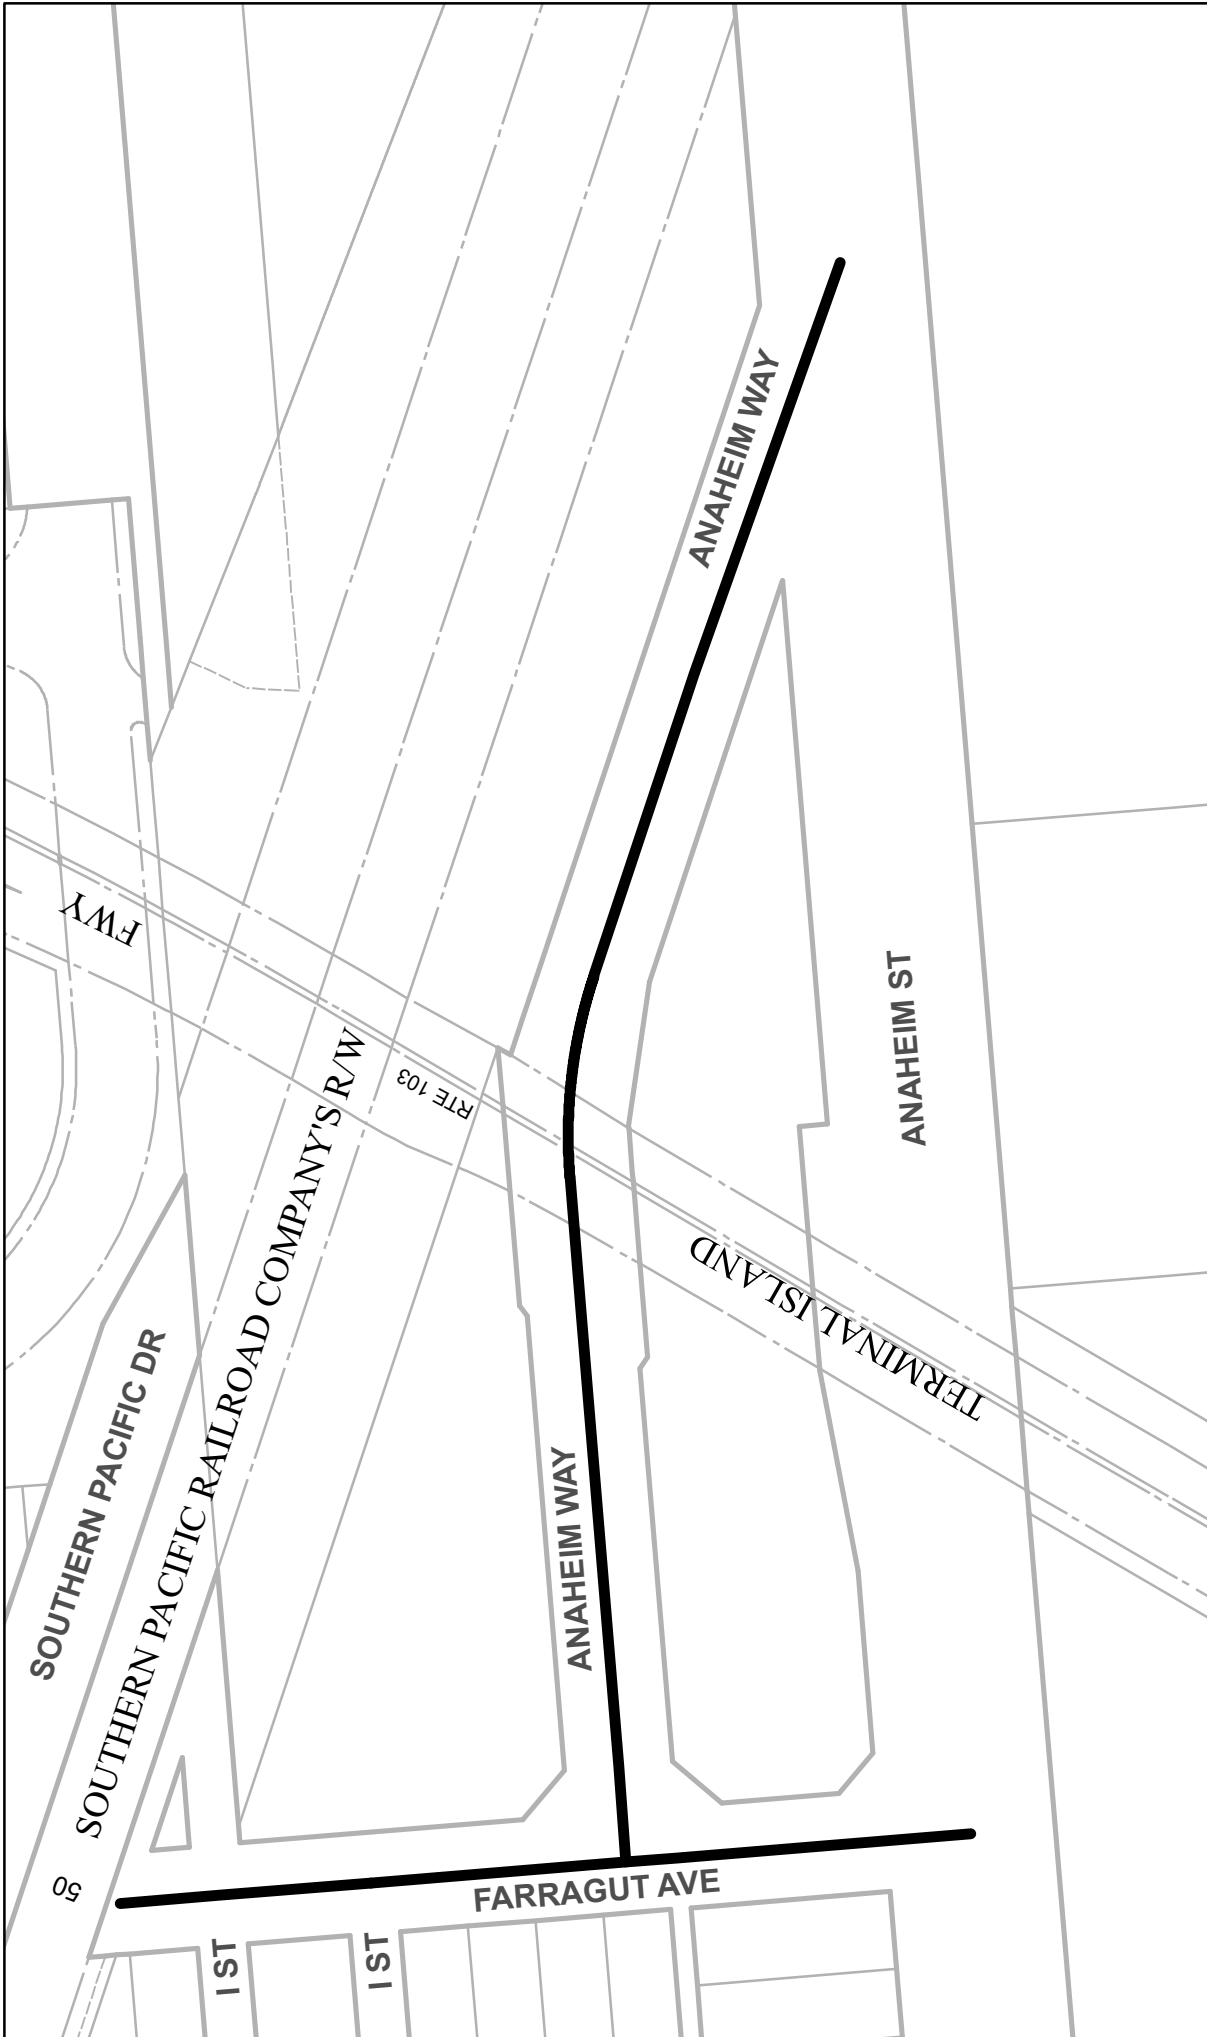 ANAHEIM WAY
FWY
RTE 103
ANAHEIM ST
SOUTHERN PACIFIC RAILROAD COMPANY'S R/W
TERMINAL ISLAND
SOUTHERN PACIFIC DR
ANAHEIM WAY
50
FARRAGUT AVE
I ST
I ST